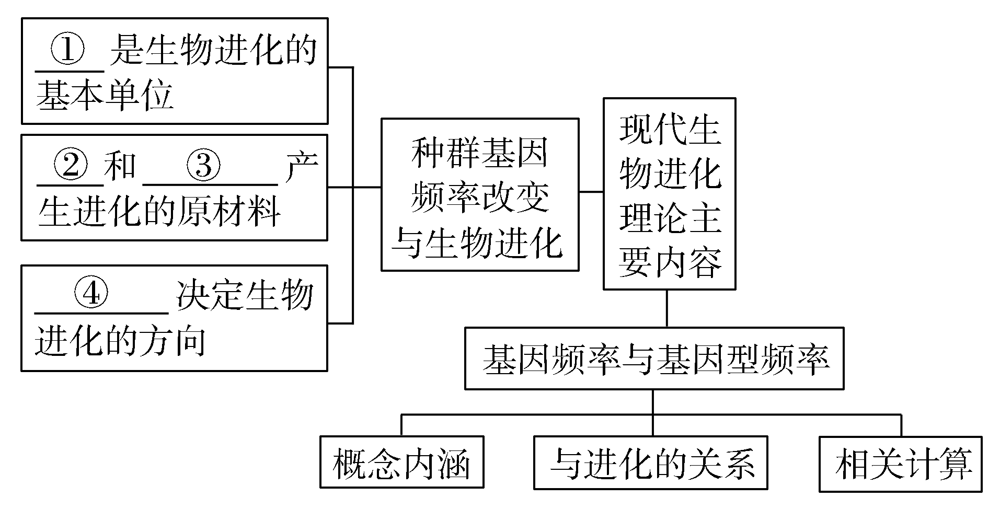 ① 是生物进化的
基本单位
② 和 ③ 产
生进化的原材料
④ 决定生物
进化的方向
种群基因
频率改变
与生物进化
现代生
物进化
理论主
要内容
基因频率与基因型频率
概念内涵
与进化的关系
相关计算